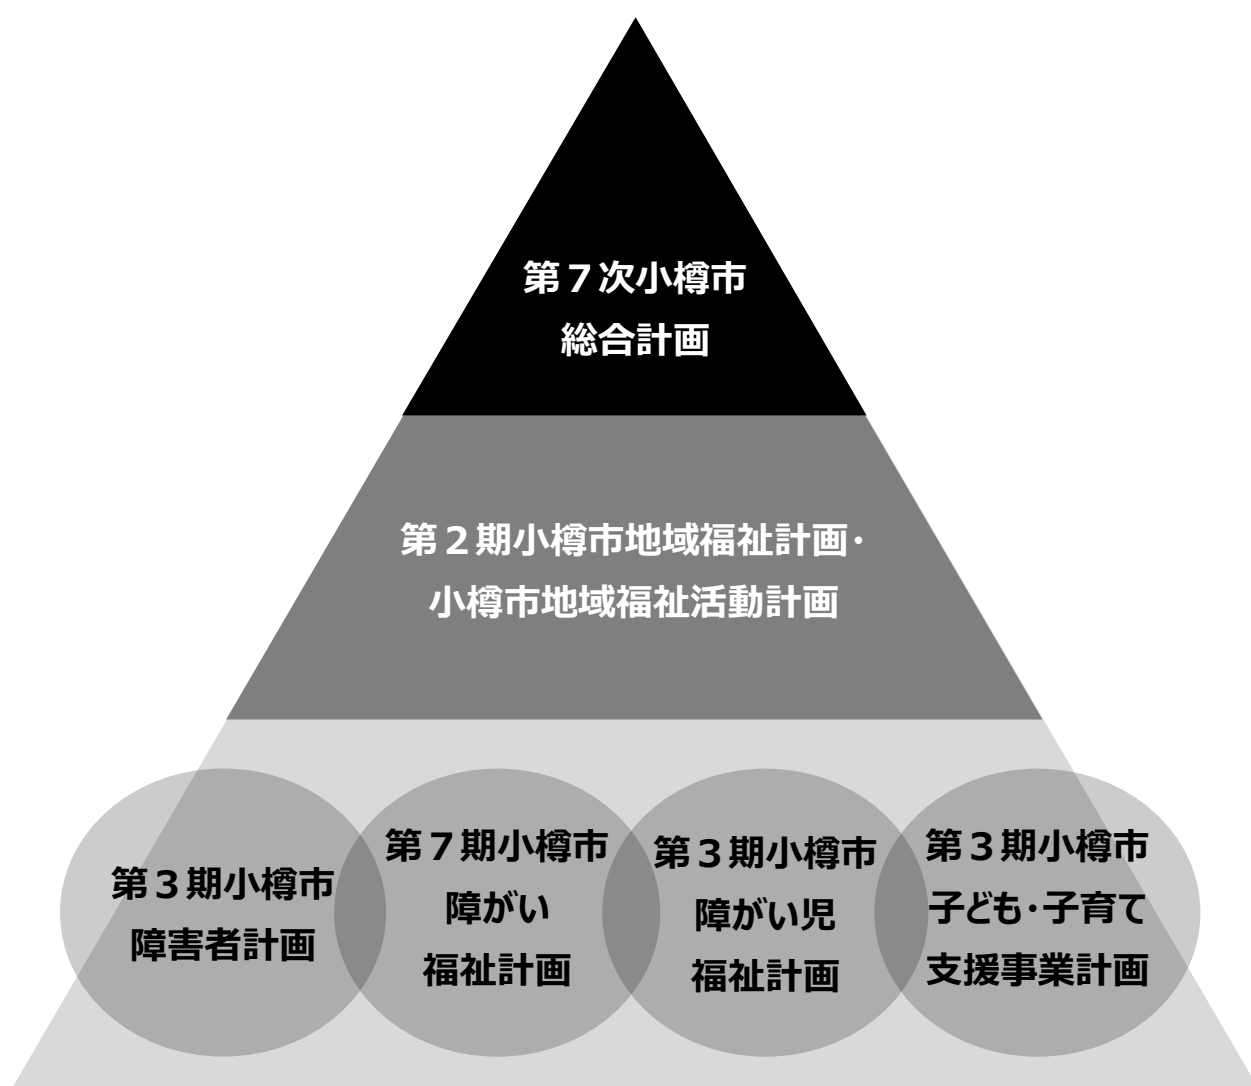 第７次小樽市
総合計画
第２期小樽市地域福祉計画・
小樽市地域福祉活動計画
第３期小樽市
障害者計画
第７期小樽市
障がい
福祉計画
第３期小樽市
障がい児
福祉計画
第３期小樽市
子ども・子育て
支援事業計画